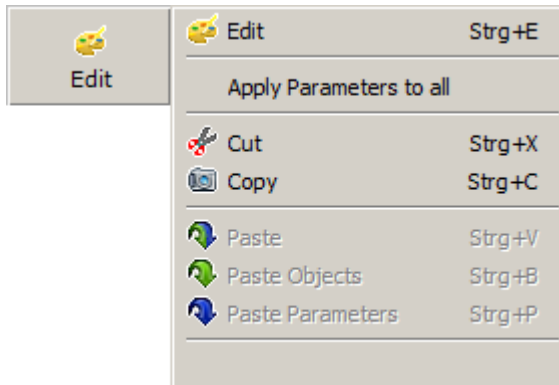 Edit
Edit Strg+E
Apply Parameters to all
Cut Strg+X
Copy Strg+C
Paste Strg+V
Paste Objects Strg+B
Paste Parameters Strg+P